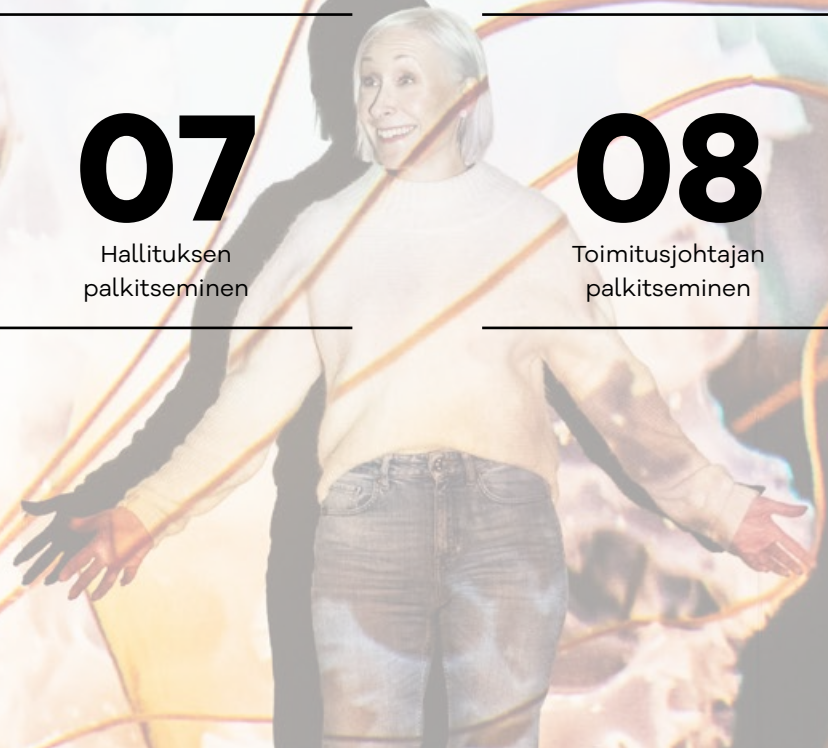 07
Hallituksen
palkitseminen
08
Toimitusjohtajan
palkitseminen